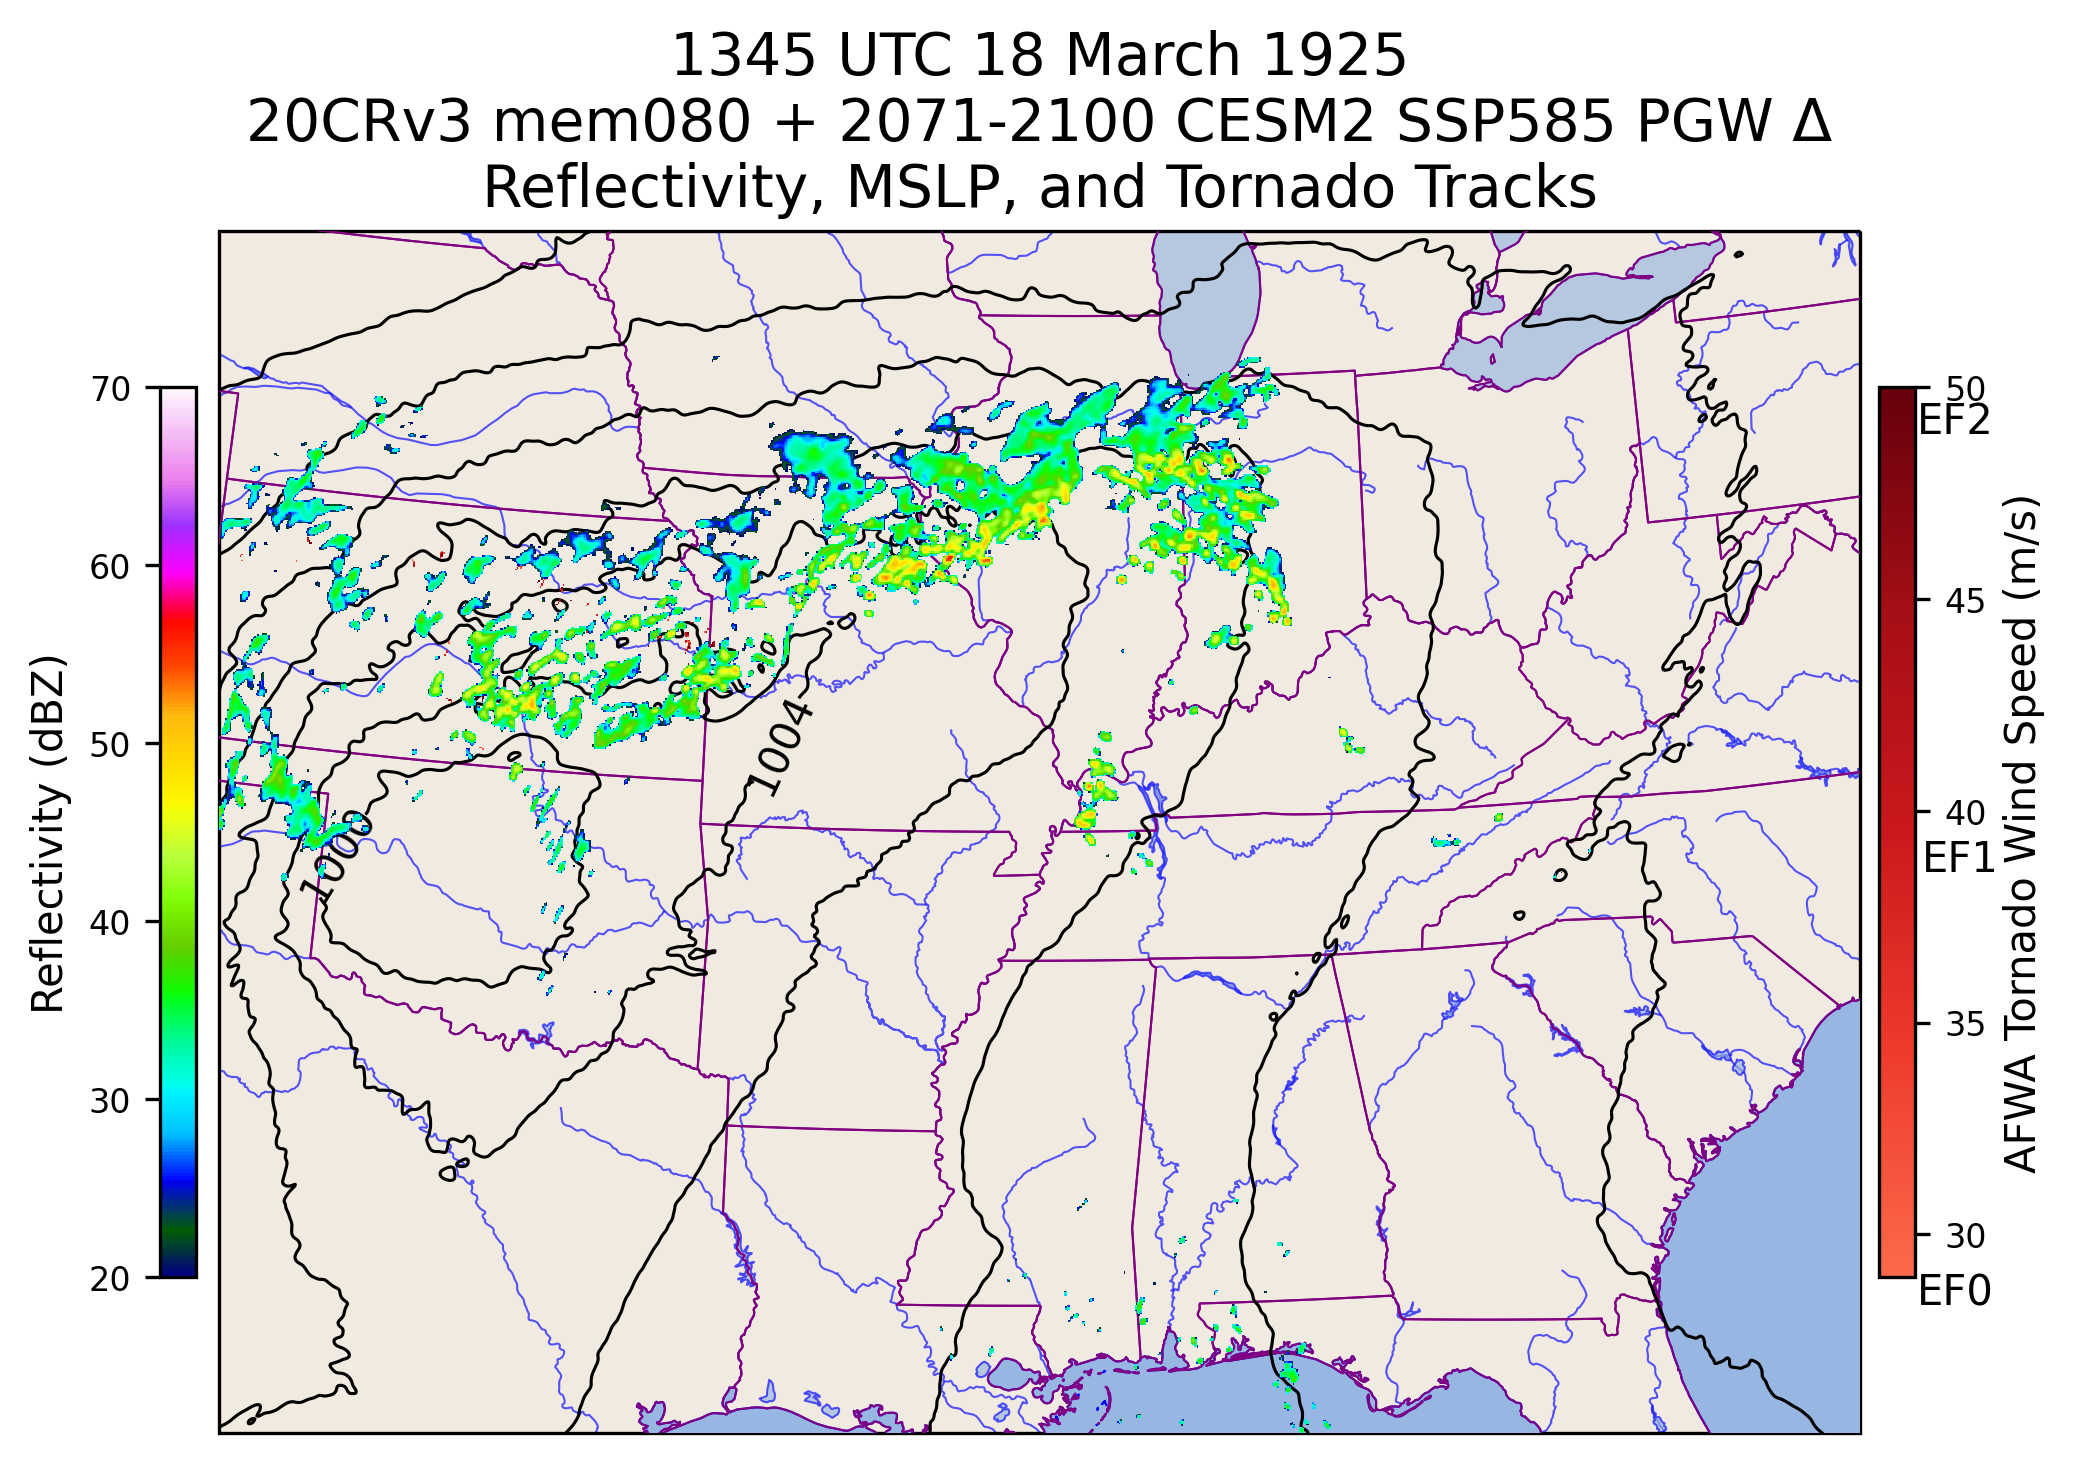 1345 UTC 18 March 1925
20CRv3 mem080 + 2071-2100 CESM2 SSP585 PGW Δ
Reflectivity, MSLP, and Tornado Tracks
70
60
50
40
30
20
Reflectivity (dBZ)
1004
1000
50
EF2
45
40
EF1
35
30
EF0
AFWA Tornado Wind Speed (m/s)